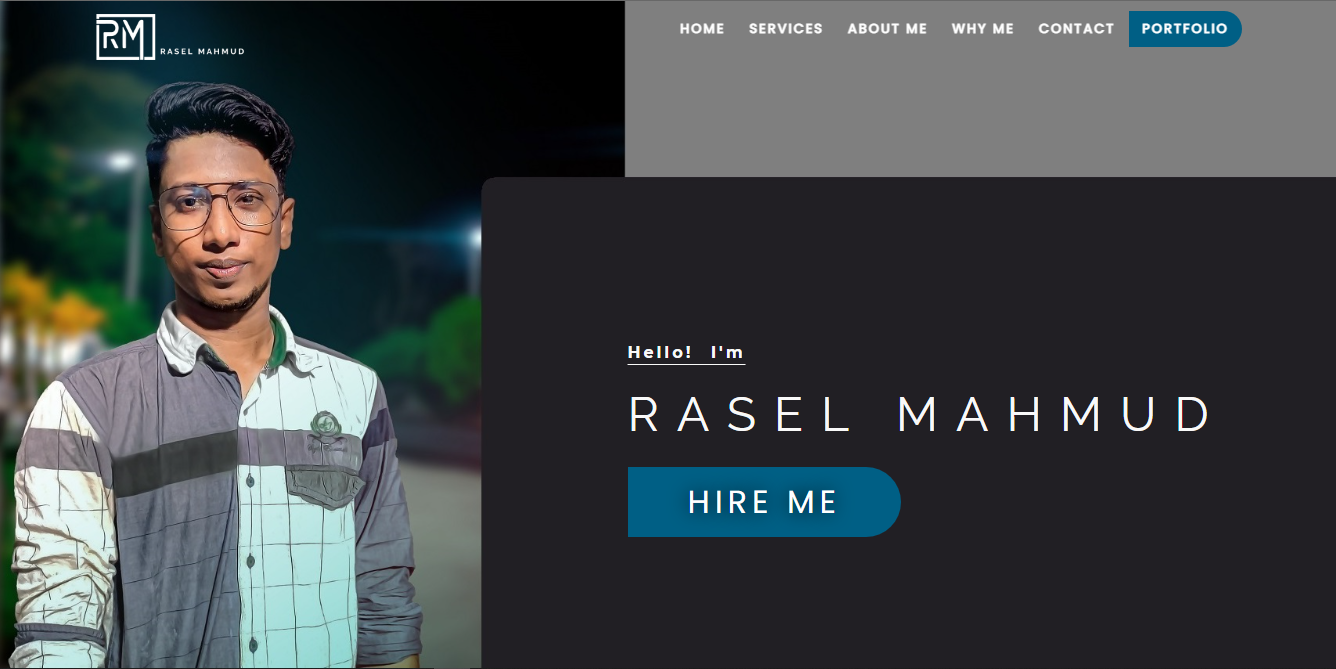 RM RASEL MAHMUD
HOME SERVICES ABOUT ME WHY ME CONTACT PORTFOLIO
Hello! I'm
RASEL MAHMUD
HIRE ME